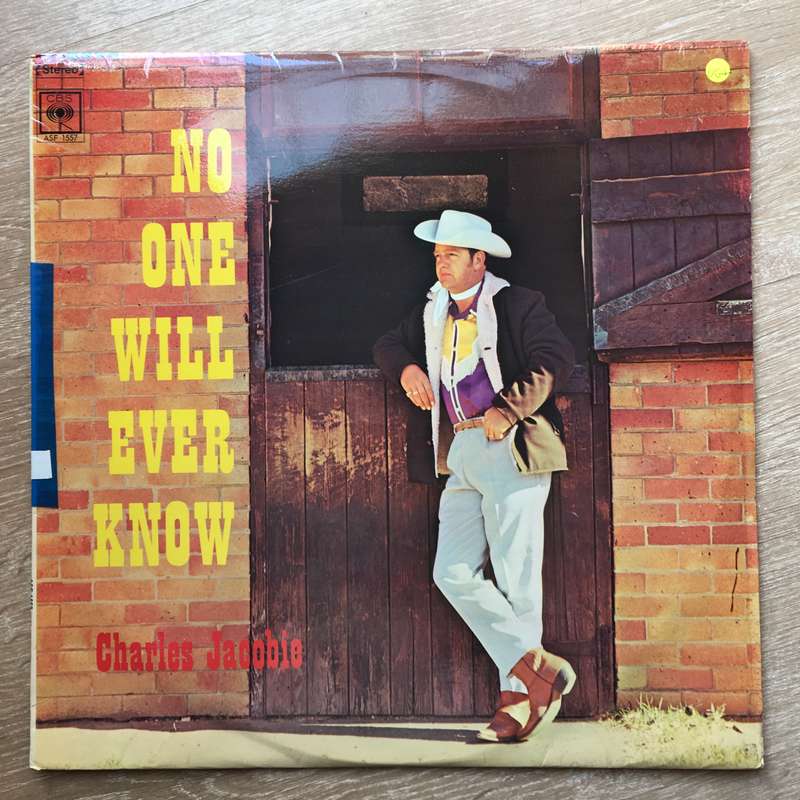 Stereo
CBS
ASF 1557
NO
ONE
WILL
EVER
KNOW
Charles Jacobie